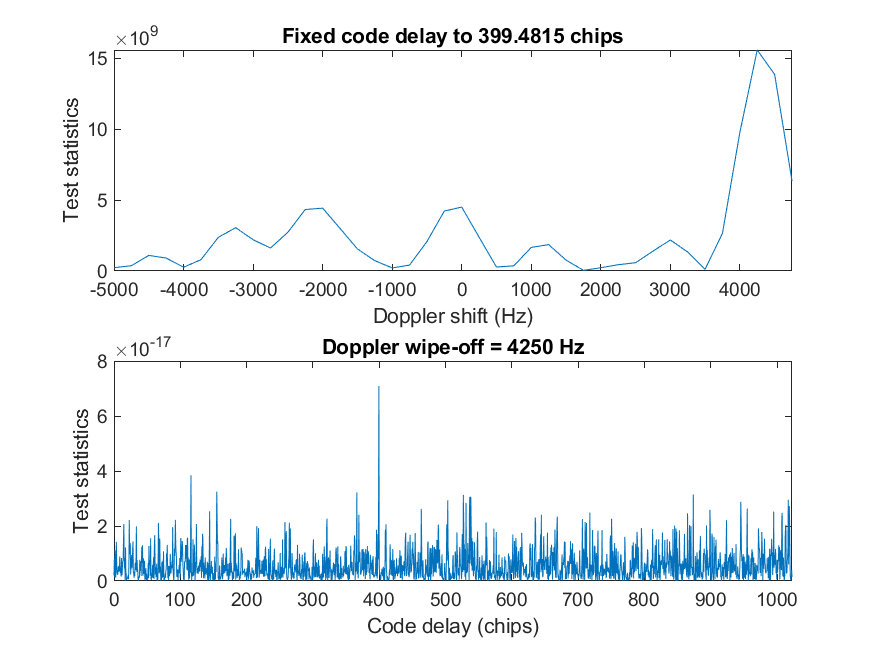 ×10^9
Fixed code delay to 399.4815 chips
15
10
5
0
Test statistics
-5000 -4000 -3000 -2000 -1000 0 1000 2000 3000 4000
Doppler shift (Hz)
×10^-17
Doppler wipe-off = 4250 Hz
8
6
4
2
0
Test statistics
0 100 200 300 400 500 600 700 800 900 1000
Code delay (chips)